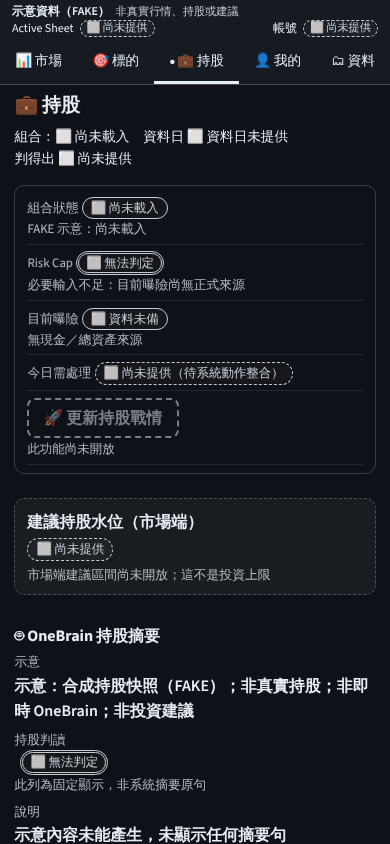 示意資料（FAKE） 非真實行情、持股或建議
Active Sheet ⬜ 尚未提供 帳號 ⬜ 尚未提供
📊 市場 🎯 標的 ●💼 持股 👤 我的 🗂 資料
💼 持股
組合：⬜ 尚未載入 資料日 ⬜ 資料日未提供
判得出 ⬜ 尚未提供
組合狀態 ⬜ 尚未載入
FAKE 示意：尚未載入
Risk Cap ⬜ 無法判定
必要輸入不足：目前曝險尚無正式來源
目前曝險 ⬜ 資料未備
無現金／總資產來源
今日需處理 ⬜ 尚未提供（待系統動作整合）
🚀 更新持股戰情
此功能尚未開放
建議持股水位（市場端）
⬜ 尚未提供
市場端建議區間尚未開放；這不是投資上限
OneBrain 持股摘要
示意
示意：合成持股快照（FAKE）；非真實持股；非即
時 OneBrain；非投資建議
持股判讀
⬜ 無法判定
此列為固定顯示，非系統摘要原句
說明
示意內容未能產生，未顯示任何摘要句